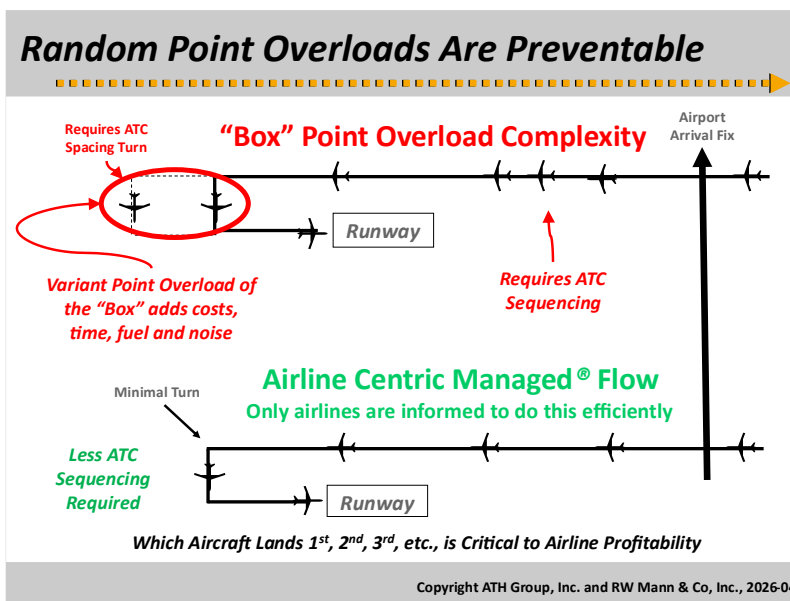 Random Point Overloads Are Preventable
Requires ATC
Spacing Turn
“Box” Point Overload Complexity
Airport
Arrival Fix
Runway
Variant Point Overload of
the “Box” adds costs,
time, fuel and noise
Requires ATC
Sequencing
Airline Centric Managed® Flow
Only airlines are informed to do this efficiently
Minimal Turn
Less ATC
Sequencing
Required
Runway
Which Aircraft Lands 1st, 2nd, 3rd, etc., is Critical to Airline Profitability
Copyright ATH Group, Inc. and RW Mann & Co, Inc., 2026-04